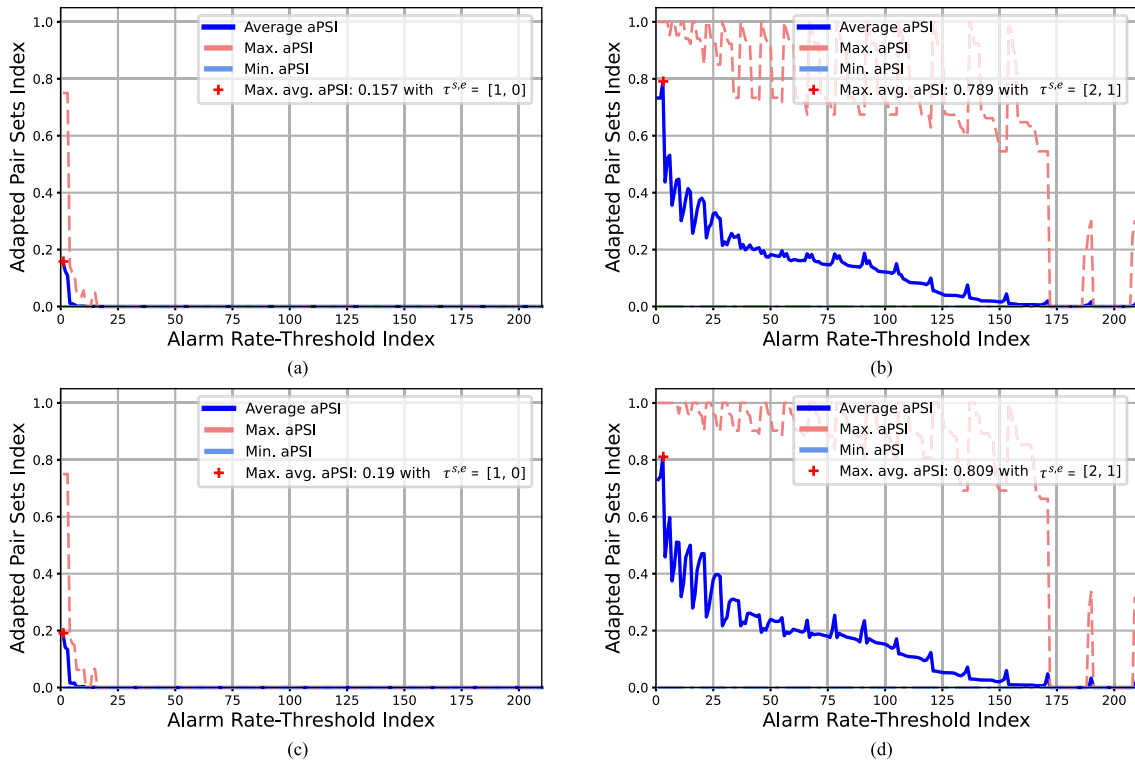 1.0
0.8
0.6
0.4
0.2
0.0
Adapted Pair Sets Index
Average aPSI
Max. aPSI
Min. aPSI
Max. avg. aPSI: 0.157 with τˢ,ᵉ = [1, 0]
0 25 50 75 100 125 150 175 200
Alarm Rate-Threshold Index
(a)
1.0
0.8
0.6
0.4
0.2
0.0
Adapted Pair Sets Index
Average aPSI
Max. aPSI
Min. aPSI
Max. avg. aPSI: 0.789 with τˢ,ᵉ = [2, 1]
0 25 50 75 100 125 150 175 200
Alarm Rate-Threshold Index
(b)
1.0
0.8
0.6
0.4
0.2
0.0
Adapted Pair Sets Index
Average aPSI
Max. aPSI
Min. aPSI
Max. avg. aPSI: 0.19 with τˢ,ᵉ = [1, 0]
0 25 50 75 100 125 150 175 200
Alarm Rate-Threshold Index
(c)
1.0
0.8
0.6
0.4
0.2
0.0
Adapted Pair Sets Index
Average aPSI
Max. aPSI
Min. aPSI
Max. avg. aPSI: 0.809 with τˢ,ᵉ = [2, 1]
0 25 50 75 100 125 150 175 200
Alarm Rate-Threshold Index
(d)